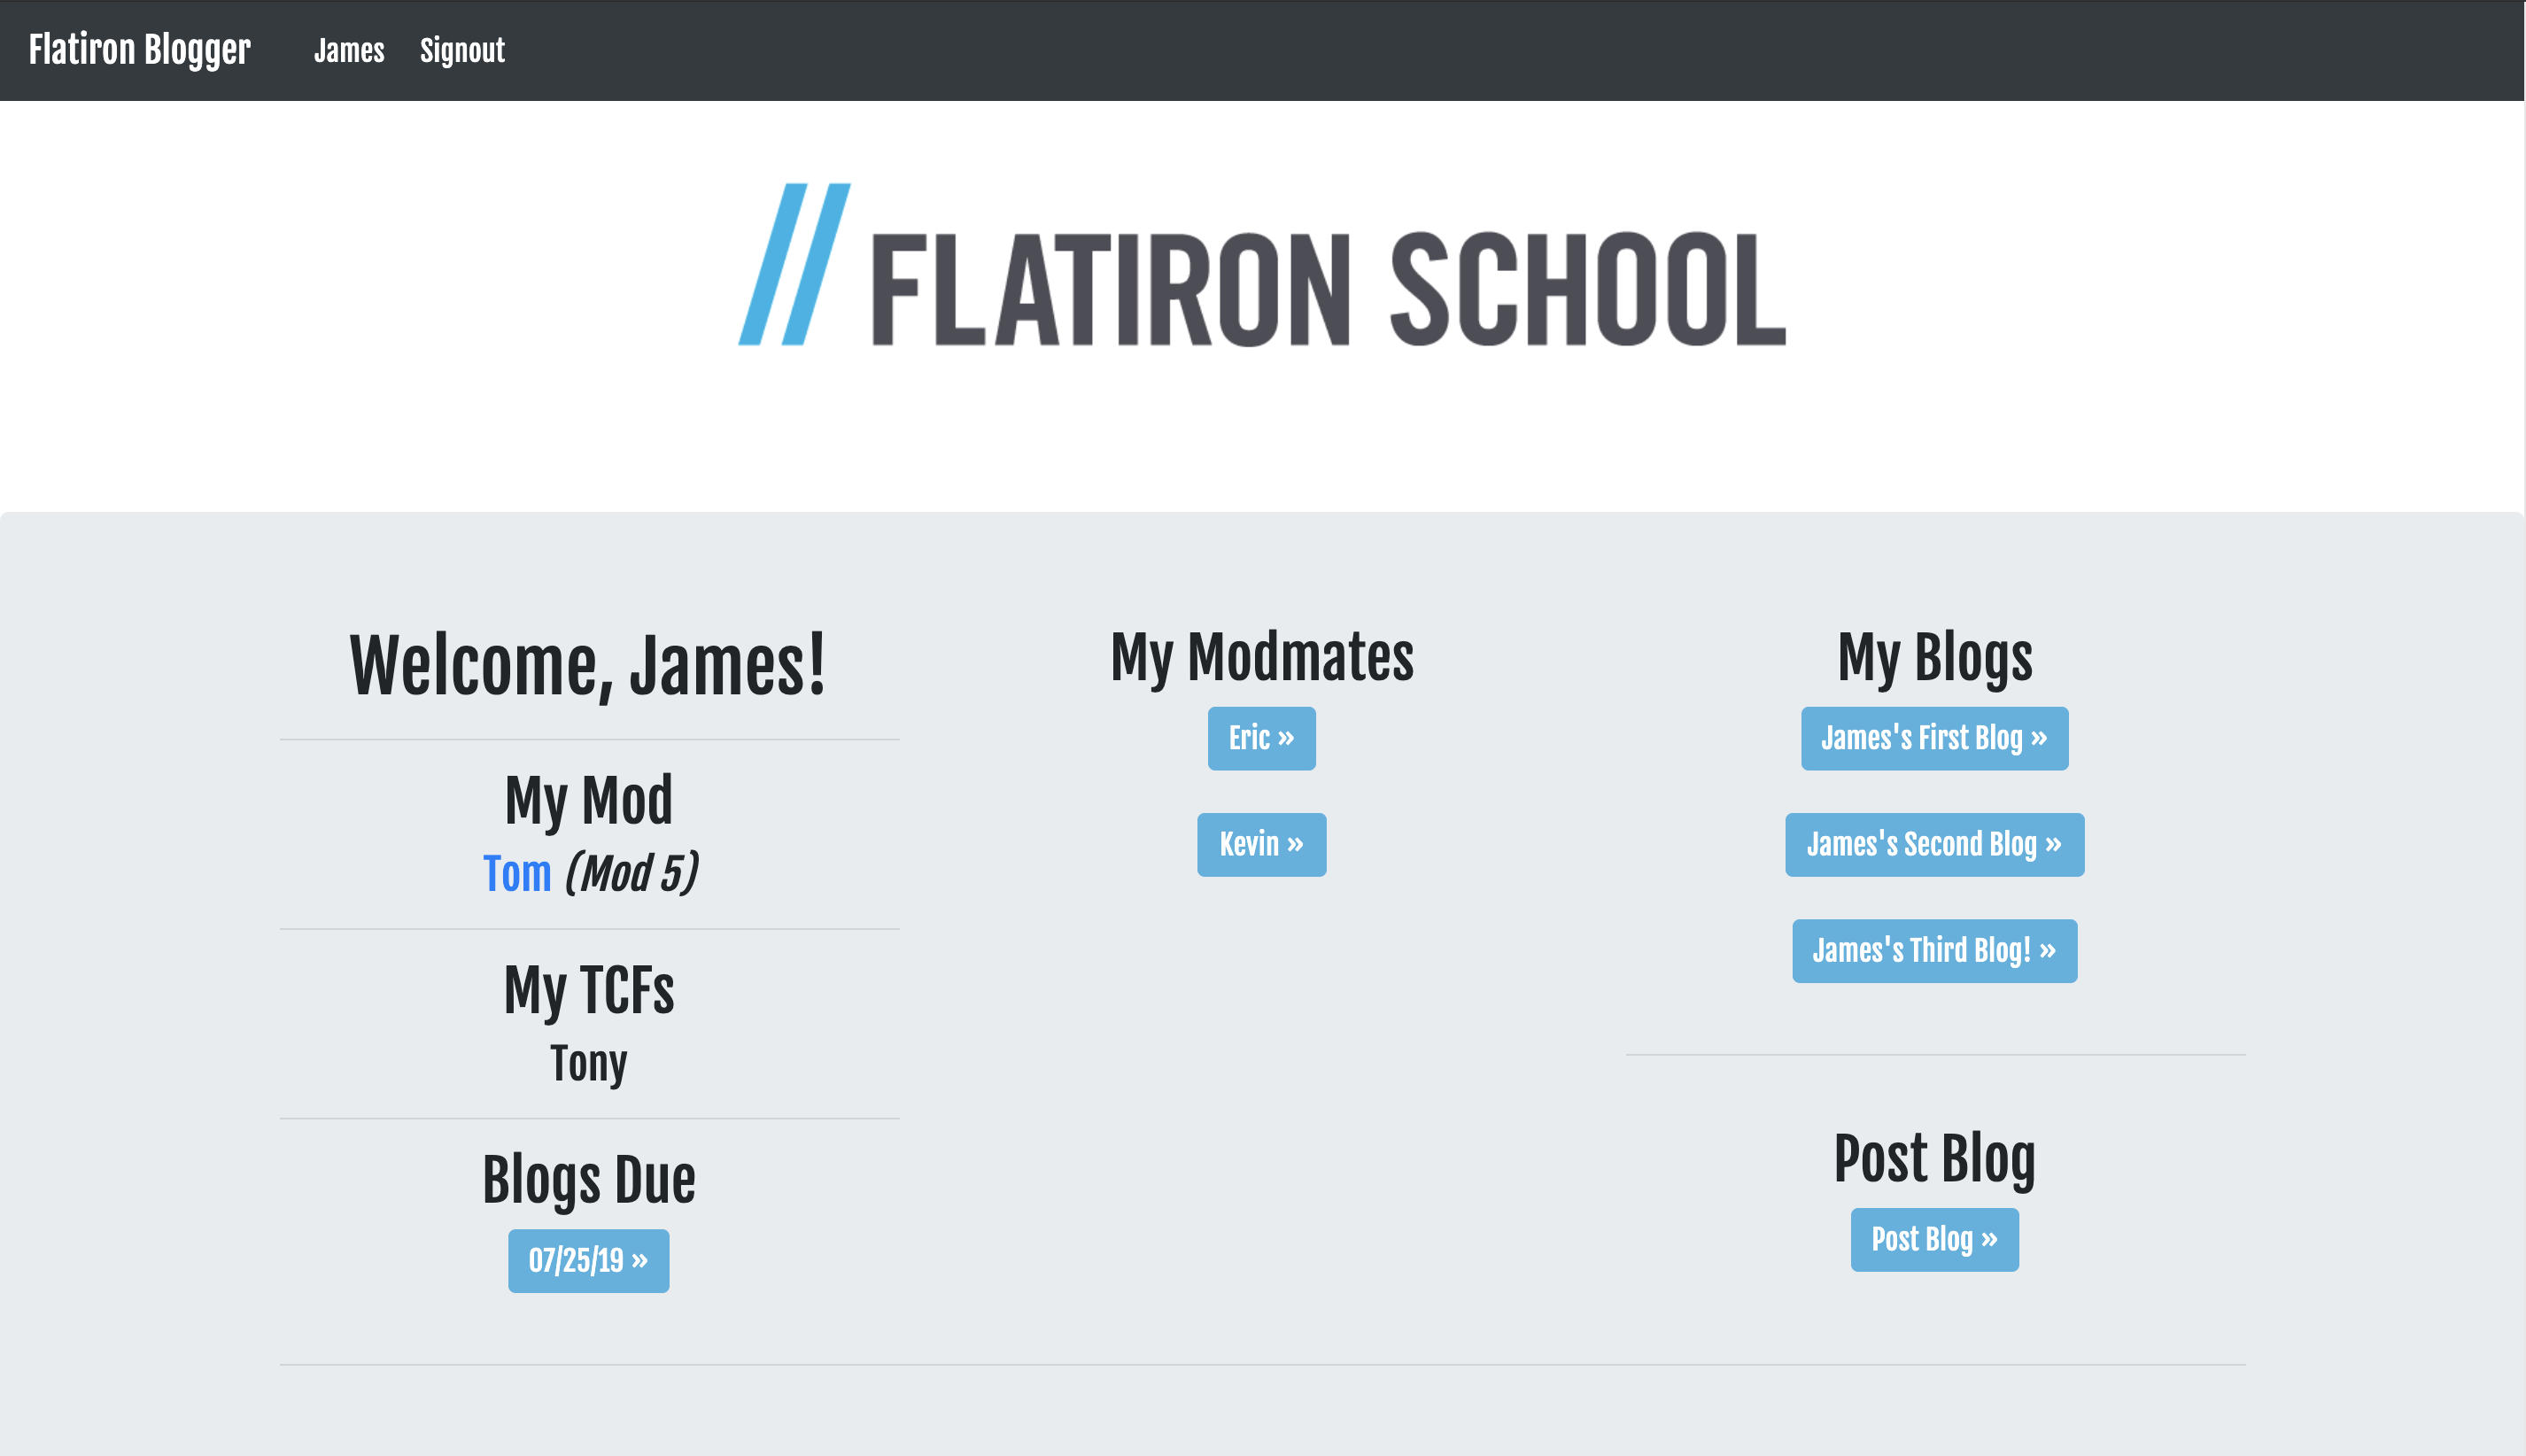 Flatiron Blogger James Signout
// FLATIRON SCHOOL
Welcome, James!
My Mod
Tom (Mod 5)
My TCFs
Tony
Blogs Due
07/25/19 »
My Modmates
Eric »
Kevin »
My Blogs
James's First Blog »
James's Second Blog »
James's Third Blog! »
Post Blog
Post Blog »